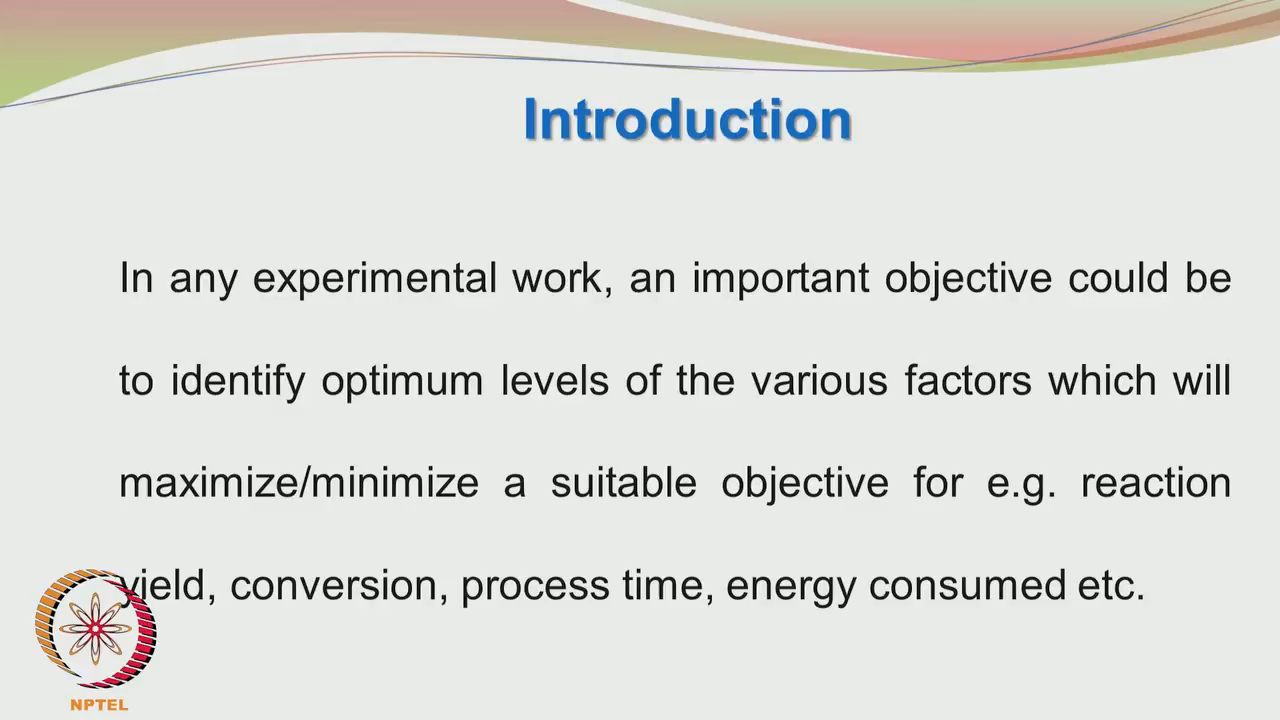 Introduction
In any experimental work, an important objective could be
to identify optimum levels of the various factors which will
maximize/minimize a suitable objective for e.g. reaction
yield, conversion, process time, energy consumed etc.
NPTEL